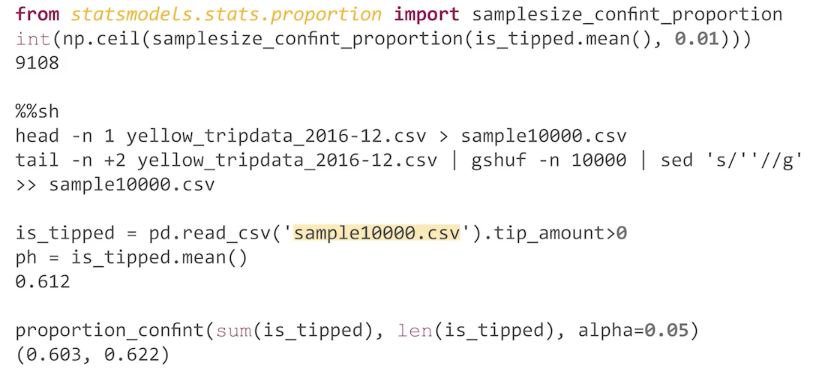 from statsmodels.stats.proportion import samplesize_confint_proportion
int(np.ceil(samplesize_confint_proportion(is_tipped.mean(), 0.01)))
9108
%%sh
head -n 1 yellow_tripdata_2016-12.csv > sample10000.csv
tail -n +2 yellow_tripdata_2016-12.csv | gshuf -n 10000 | sed 's/''//g'
>> sample10000.csv
is_tipped = pd.read_csv('sample10000.csv').tip_amount>0
ph = is_tipped.mean()
0.612
proportion_confint(sum(is_tipped), len(is_tipped), alpha=0.05)
(0.603, 0.622)